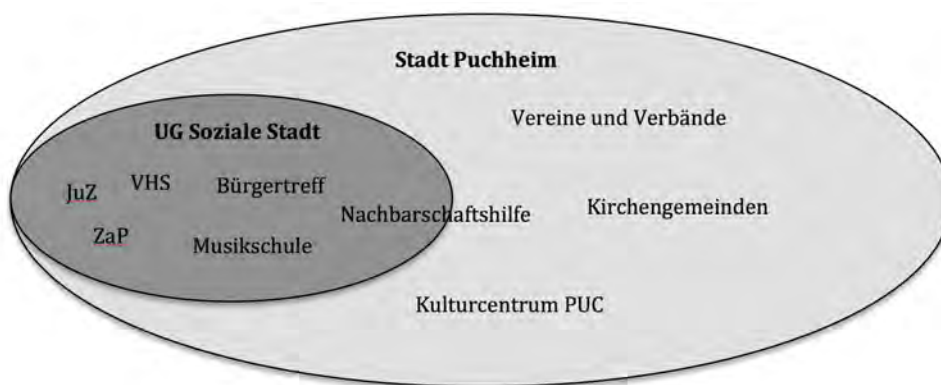 Stadt Puchheim
Vereine und Verbände
UG Soziale Stadt
JuZ
VHS
Bürgertreff
Nachbarschaftshilfe
Kirchengemeinden
ZaP
Musikschule
Kulturcentrum PUC